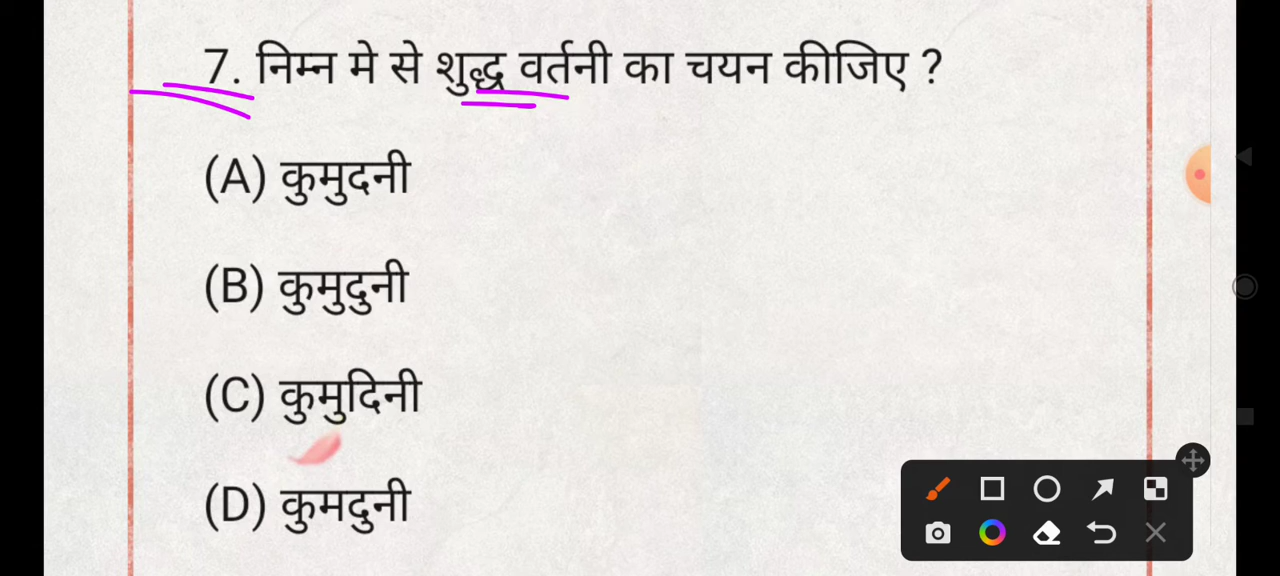 7. निम्न मे से शुद्ध वर्तनी का चयन कीजिए ?
(A) कुमुदनी
(B) कुमुदुनी
(C) कुमुदिनी
(D) कुमदुनी